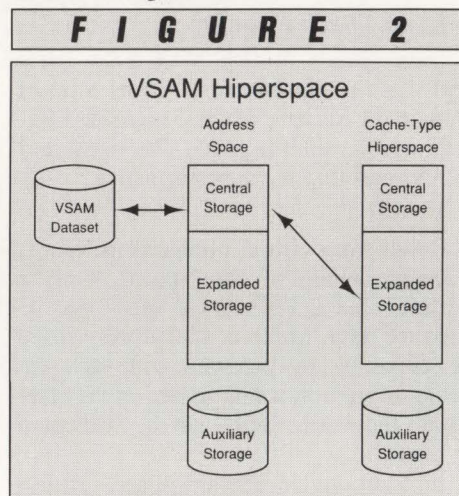 FIGURE 2
VSAM Hiperspace
Address
Space
Cache-Type
Hiperspace
VSAM
Dataset
Central
Storage
Central
Storage
Expanded
Storage
Expanded
Storage
Auxiliary
Storage
Auxiliary
Storage